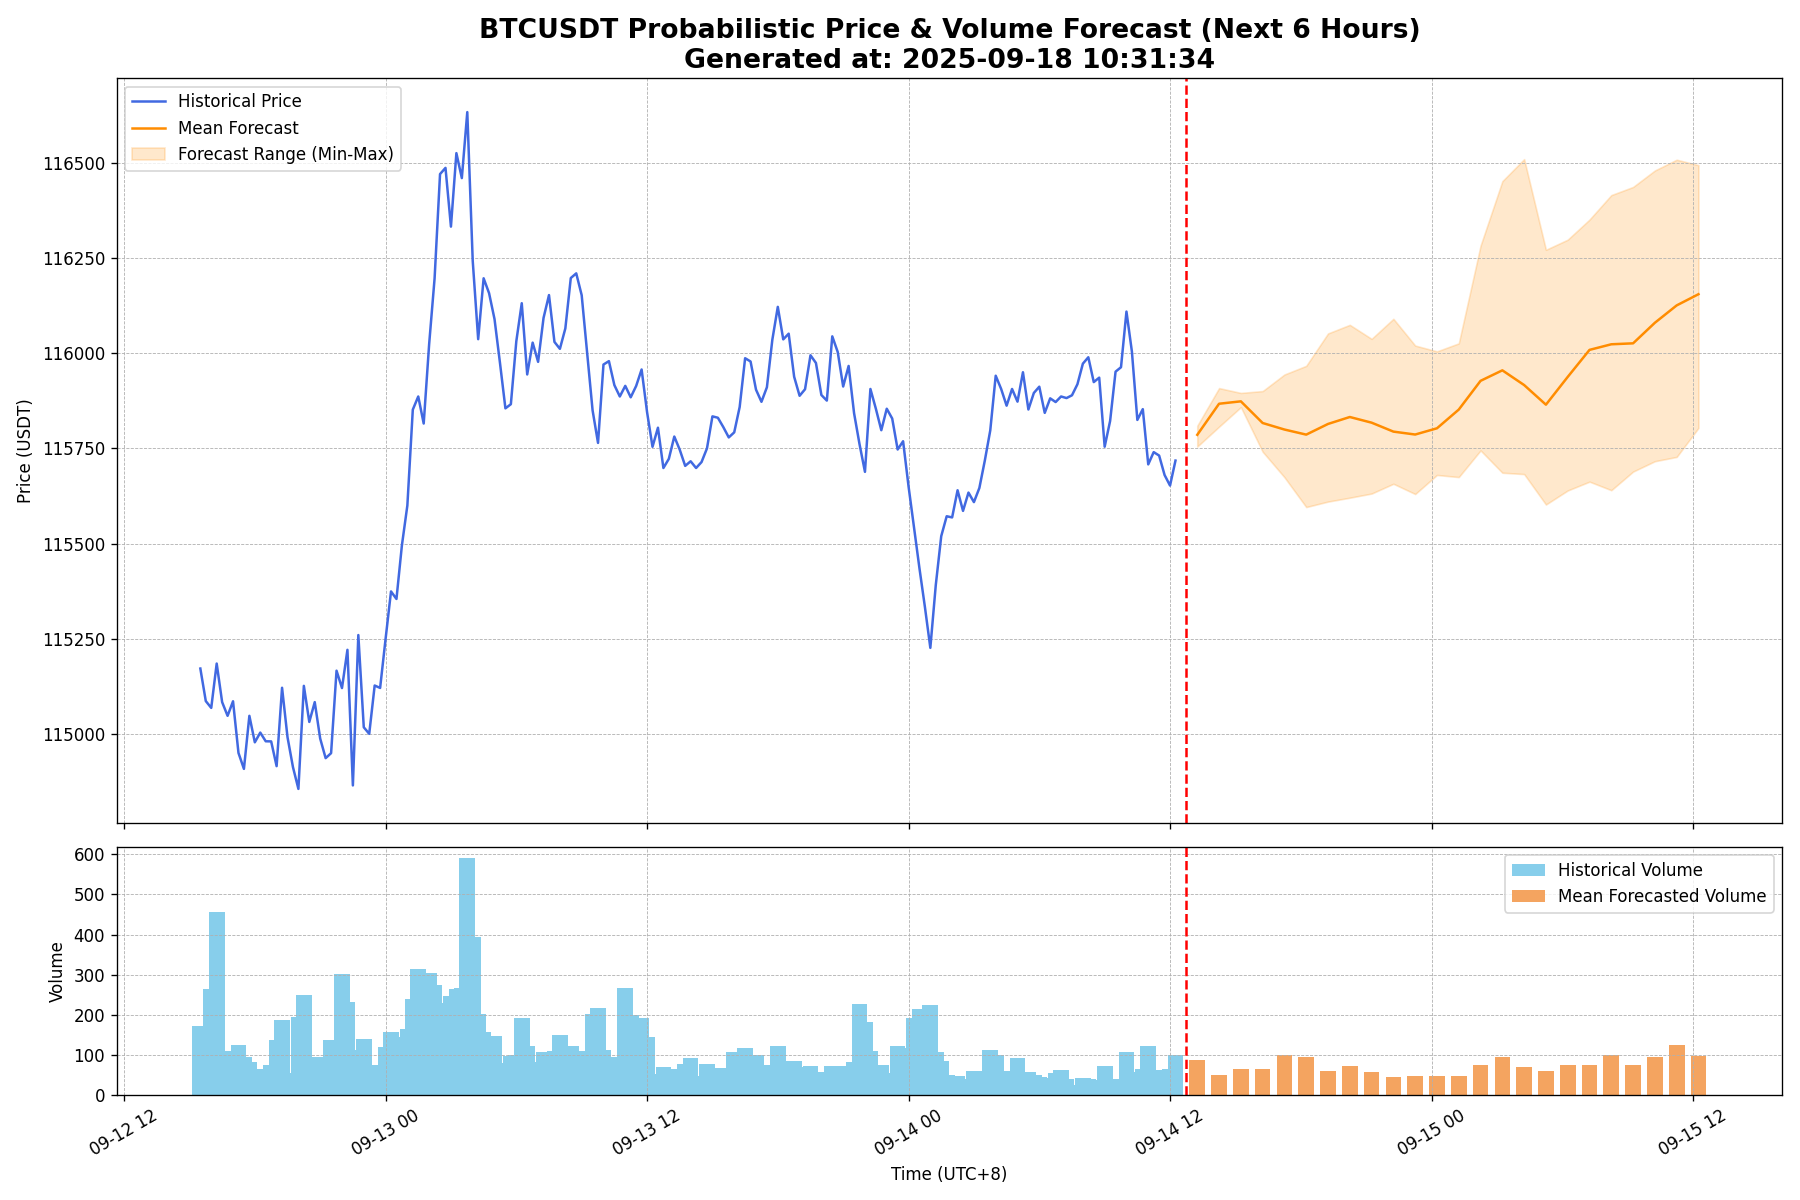 BTCUSDT Probabilistic Price & Volume Forecast (Next 6 Hours)
Generated at: 2025-09-18 10:31:34
Historical Price
Mean Forecast
Forecast Range (Min-Max)
116500
116250
116000
115750
115500
115250
115000
Price (USDT)
Historical Volume
Mean Forecasted Volume
600
500
400
300
200
100
0
Volume
09-12 12
09-13 00
09-13 12
09-14 00
09-14 12
09-15 00
09-15 12
Time (UTC+8)